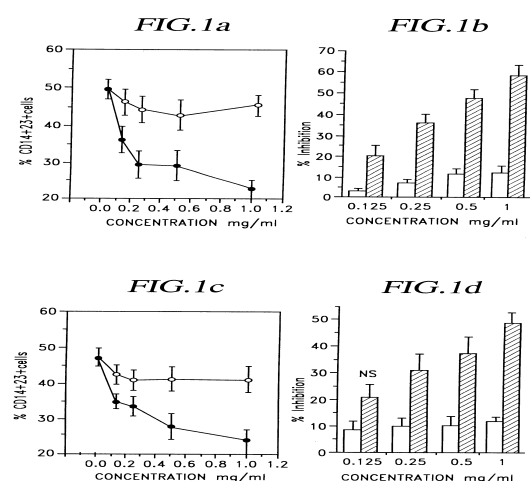 FIG.1a
% CD14+23+cells
60
50
40
30
20
0.0 0.2 0.4 0.6 0.8 1.0 1.2
CONCENTRATION mg/ml
FIG.1b
% Inhibition
70
60
50
40
30
20
10
0
0.125 0.25 0.5 1
CONCENTRATION mg/ml
FIG.1c
% CD14+23+cells
60
50
40
30
20
0.0 0.2 0.4 0.6 0.8 1.0 1.2
CONCENTRATION mg/ml
FIG.1d
% Inhibition
50
40
30
20
10
0
NS
0.125 0.25 0.5 1
CONCENTRATION mg/ml